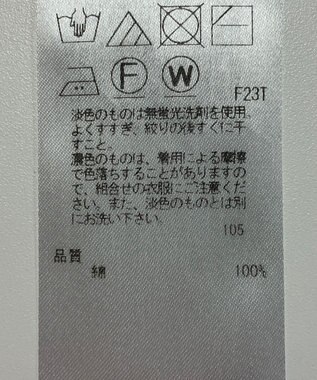 F W
F23T
淡色のものは無蛍光洗剤を使用、
よくすすぎ、絞りの後すぐに干
すこと。
濃色のものは、着用による摩擦
で色落ちすることがありますの
で、組合せの衣服にご注意くだ
さい。また、淡色のものとは別
にお洗い下さい。
105
品質
綿 100%